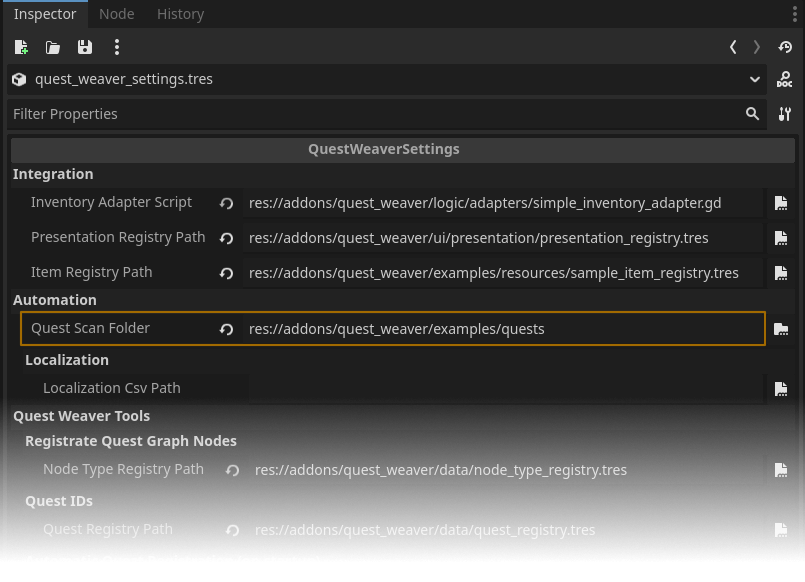 Inspector Node History
quest_weaver_settings.tres
DOC
Filter Properties
QuestWeaverSettings
Integration
Inventory Adapter Script res://addons/quest_weaver/logic/adapters/simple_inventory_adapter.gd
Presentation Registry Path res://addons/quest_weaver/ui/presentation/presentation_registry.tres
Item Registry Path res://addons/quest_weaver/examples/resources/sample_item_registry.tres
Automation
Quest Scan Folder res://addons/quest_weaver/examples/quests
Localization
Localization Csv Path
Quest Weaver Tools
Registrate Quest Graph Nodes
Node Type Registry Path res://addons/quest_weaver/data/node_type_registry.tres
Quest IDs
Quest Registry Path res://addons/quest_weaver/data/quest_registry.tres